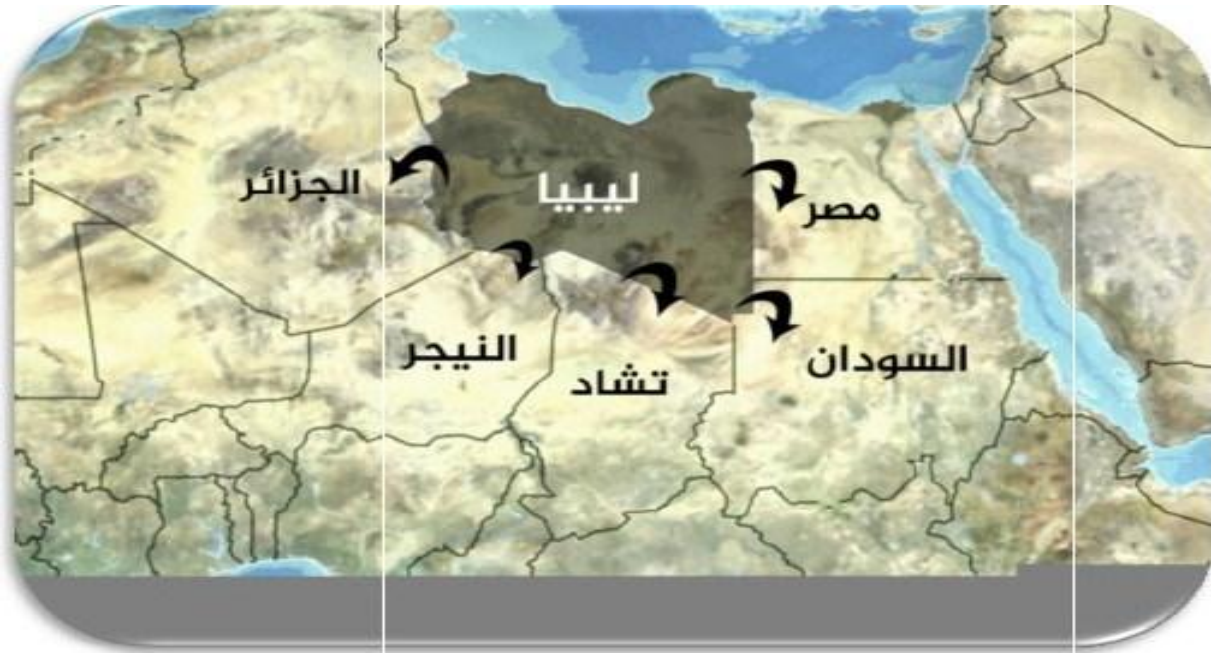 ليبيا
الجزائر
مصر
النيجر
تشاد
السودان